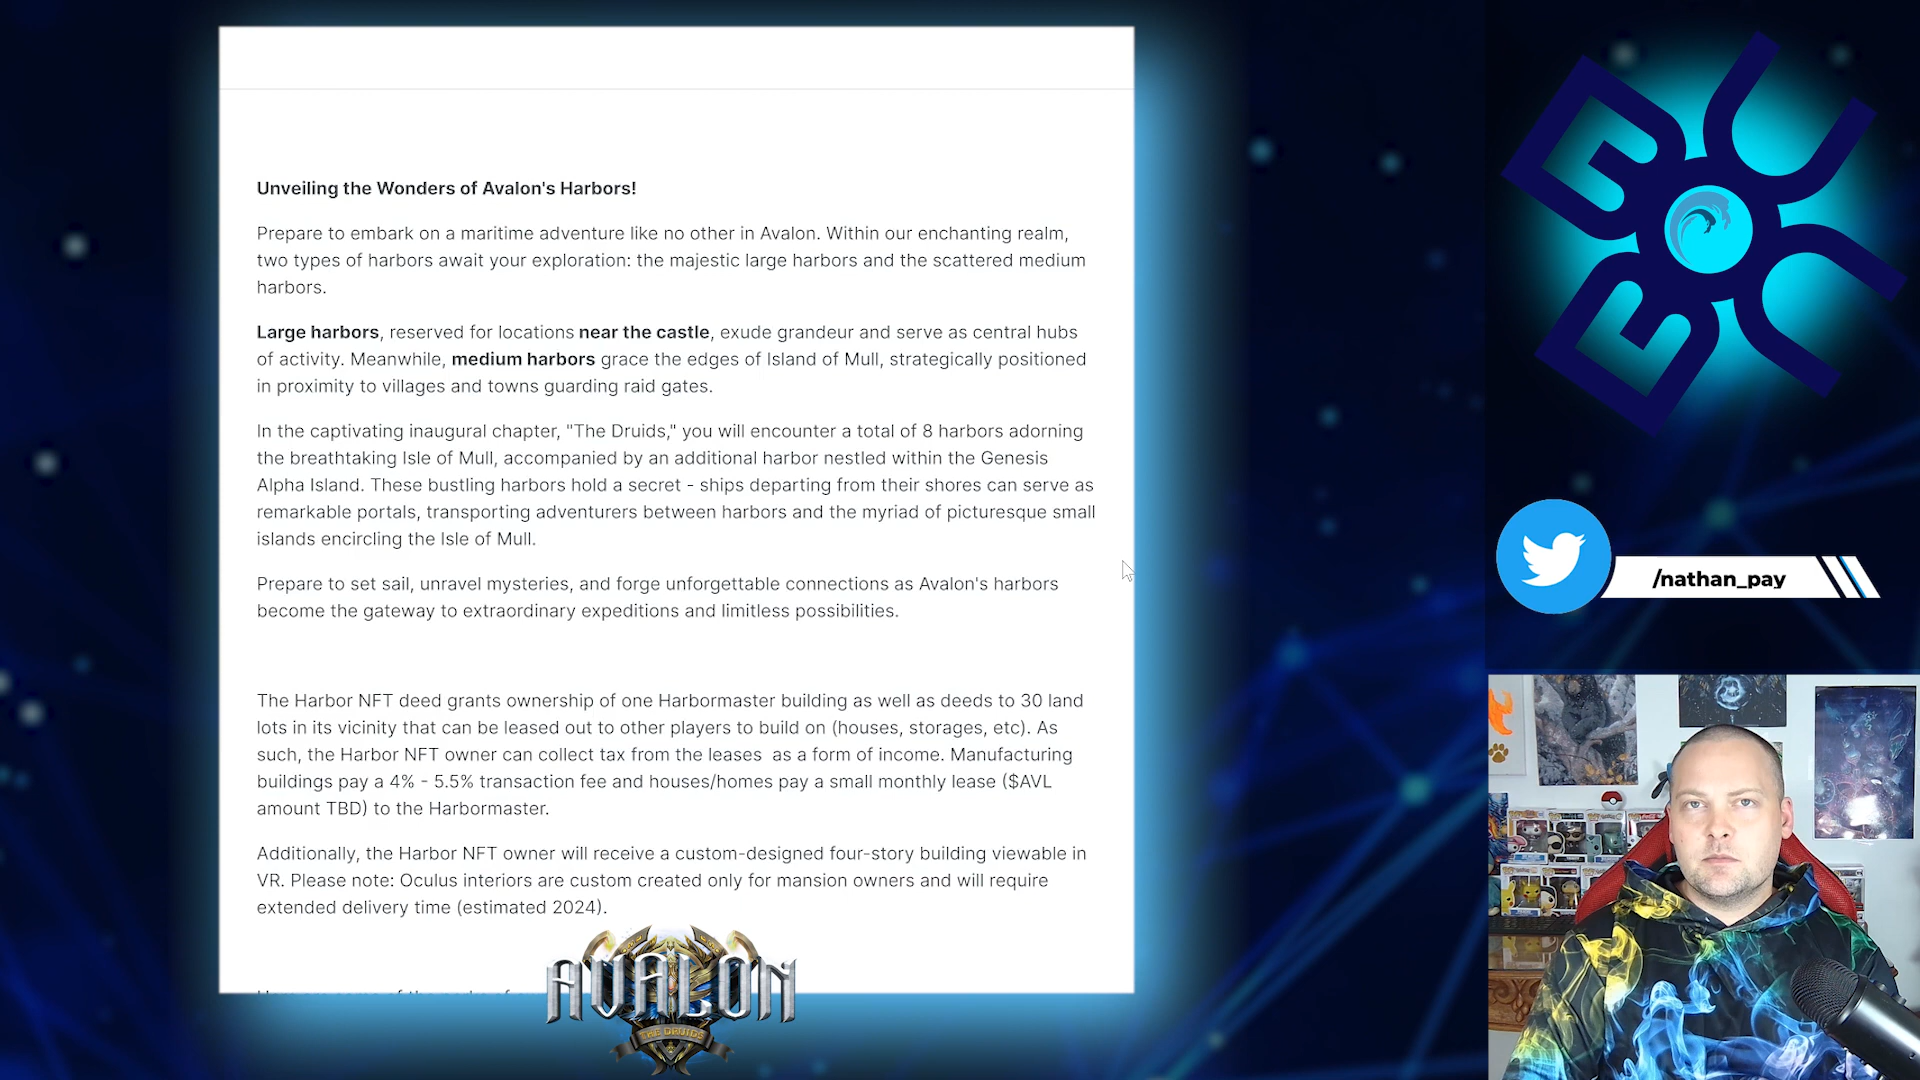 Unveiling the Wonders of Avalon's Harbors!
Prepare to embark on a maritime adventure like no other in Avalon. Within our enchanting realm,
two types of harbors await your exploration: the majestic large harbors and the scattered medium
harbors.
Large harbors, reserved for locations near the castle, exude grandeur and serve as central hubs
of activity. Meanwhile, medium harbors grace the edges of Island of Mull, strategically positioned
in proximity to villages and towns guarding raid gates.
In the captivating inaugural chapter, "The Druids," you will encounter a total of 8 harbors adorning
the breathtaking Isle of Mull, accompanied by an additional harbor nestled within the Genesis
Alpha Island. These bustling harbors hold a secret - ships departing from their shores can serve as
remarkable portals, transporting adventurers between harbors and the myriad of picturesque small
islands encircling the Isle of Mull.
Prepare to set sail, unravel mysteries, and forge unforgettable connections as Avalon's harbors
become the gateway to extraordinary expeditions and limitless possibilities.
The Harbor NFT deed grants ownership of one Harbormaster building as well as deeds to 30 land
lots in its vicinity that can be leased out to other players to build on (houses, storages, etc). As
such, the Harbor NFT owner can collect tax from the leases as a form of income. Manufacturing
buildings pay a 4% - 5.5% transaction fee and houses/homes pay a small monthly lease ($AVL
amount TBD) to the Harbormaster.
Additionally, the Harbor NFT owner will receive a custom-designed four-story building viewable in
VR. Please note: Oculus interiors are custom created only for mansion owners and will require
extended delivery time (estimated 2024).
AVALON
THE DRUIDS
/nathan_pay